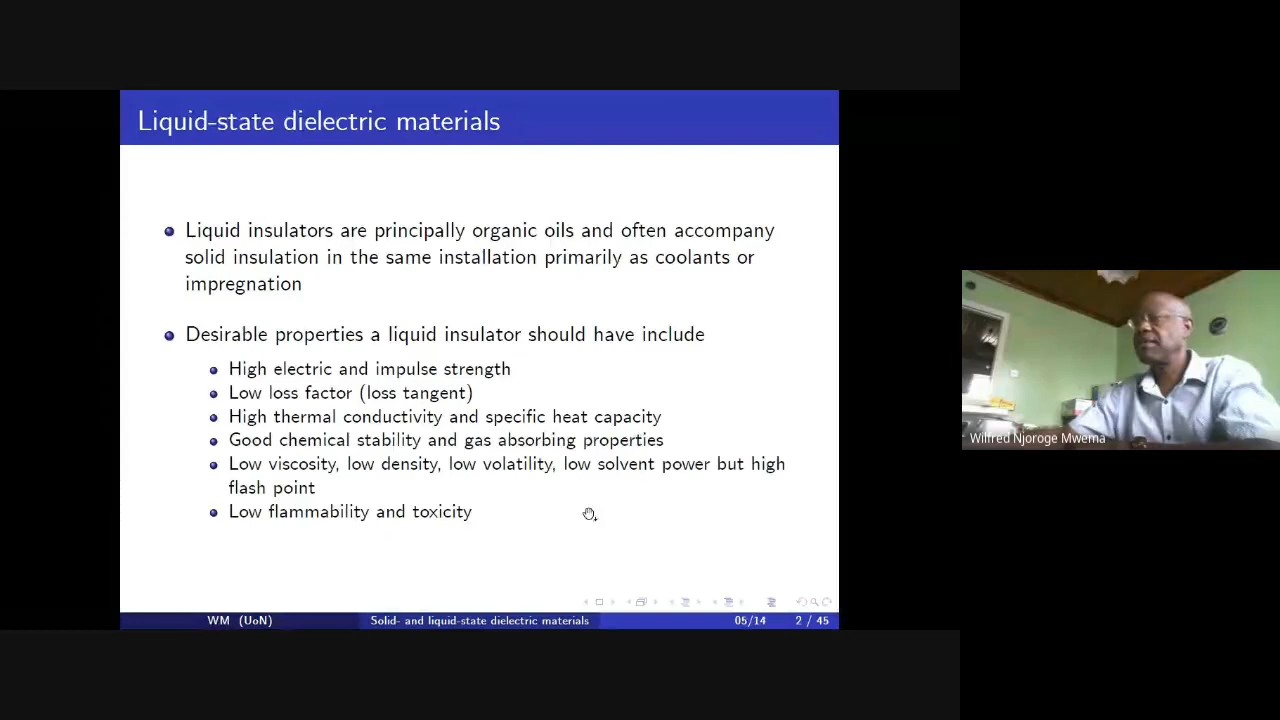 Liquid-state dielectric materials
Liquid insulators are principally organic oils and often accompany
solid insulation in the same installation primarily as coolants or
impregnation
Desirable properties a liquid insulator should have include
High electric and impulse strength
Low loss factor (loss tangent)
High thermal conductivity and specific heat capacity
Good chemical stability and gas absorbing properties
Low viscosity, low density, low volatility, low solvent power but high
flash point
Low flammability and toxicity
WM (UoN) Solid- and liquid-state dielectric materials 05/14 2 / 45
Wilfred Njoroge Mwema